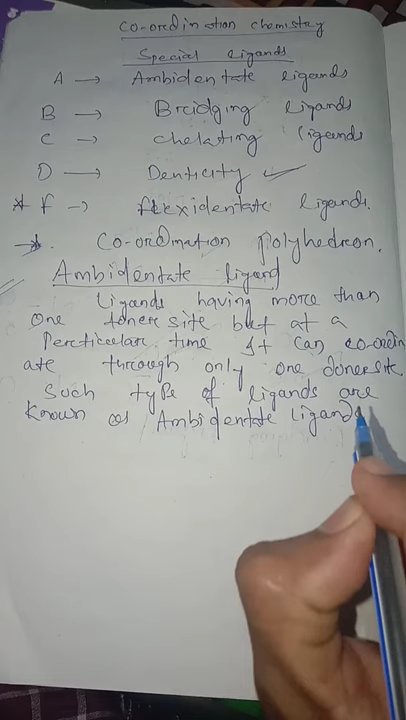 Co-ordination chemistry
Special ligands
A → Ambidentate ligands
B → Bridging ligands
C → chelating ligands
D → Denticity ✓
* F → flexidentate ligands.
→*. Co-ordination polyhedron.
Ambidentate ligand
Ligands having more than
One doner site but at a
Perticular time It can co-ordin
ate through only one doner site.
Such type of ligands are
Known as Ambidentate ligands